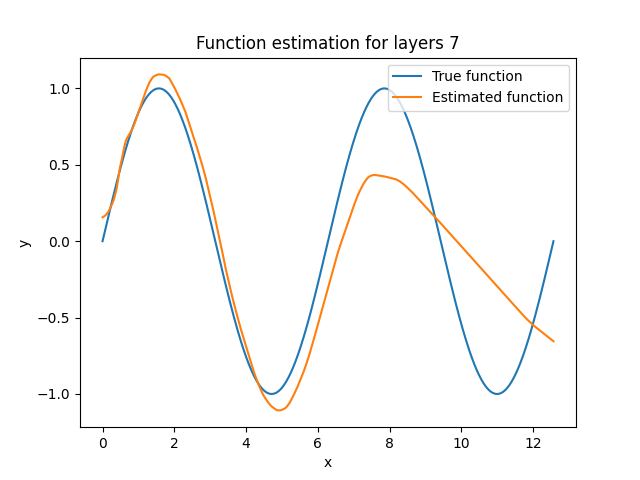 Function estimation for layers 7
True function
Estimated function
1.0
0.5
0.0
−0.5
−1.0
y
0
2
4
6
8
10
12
x